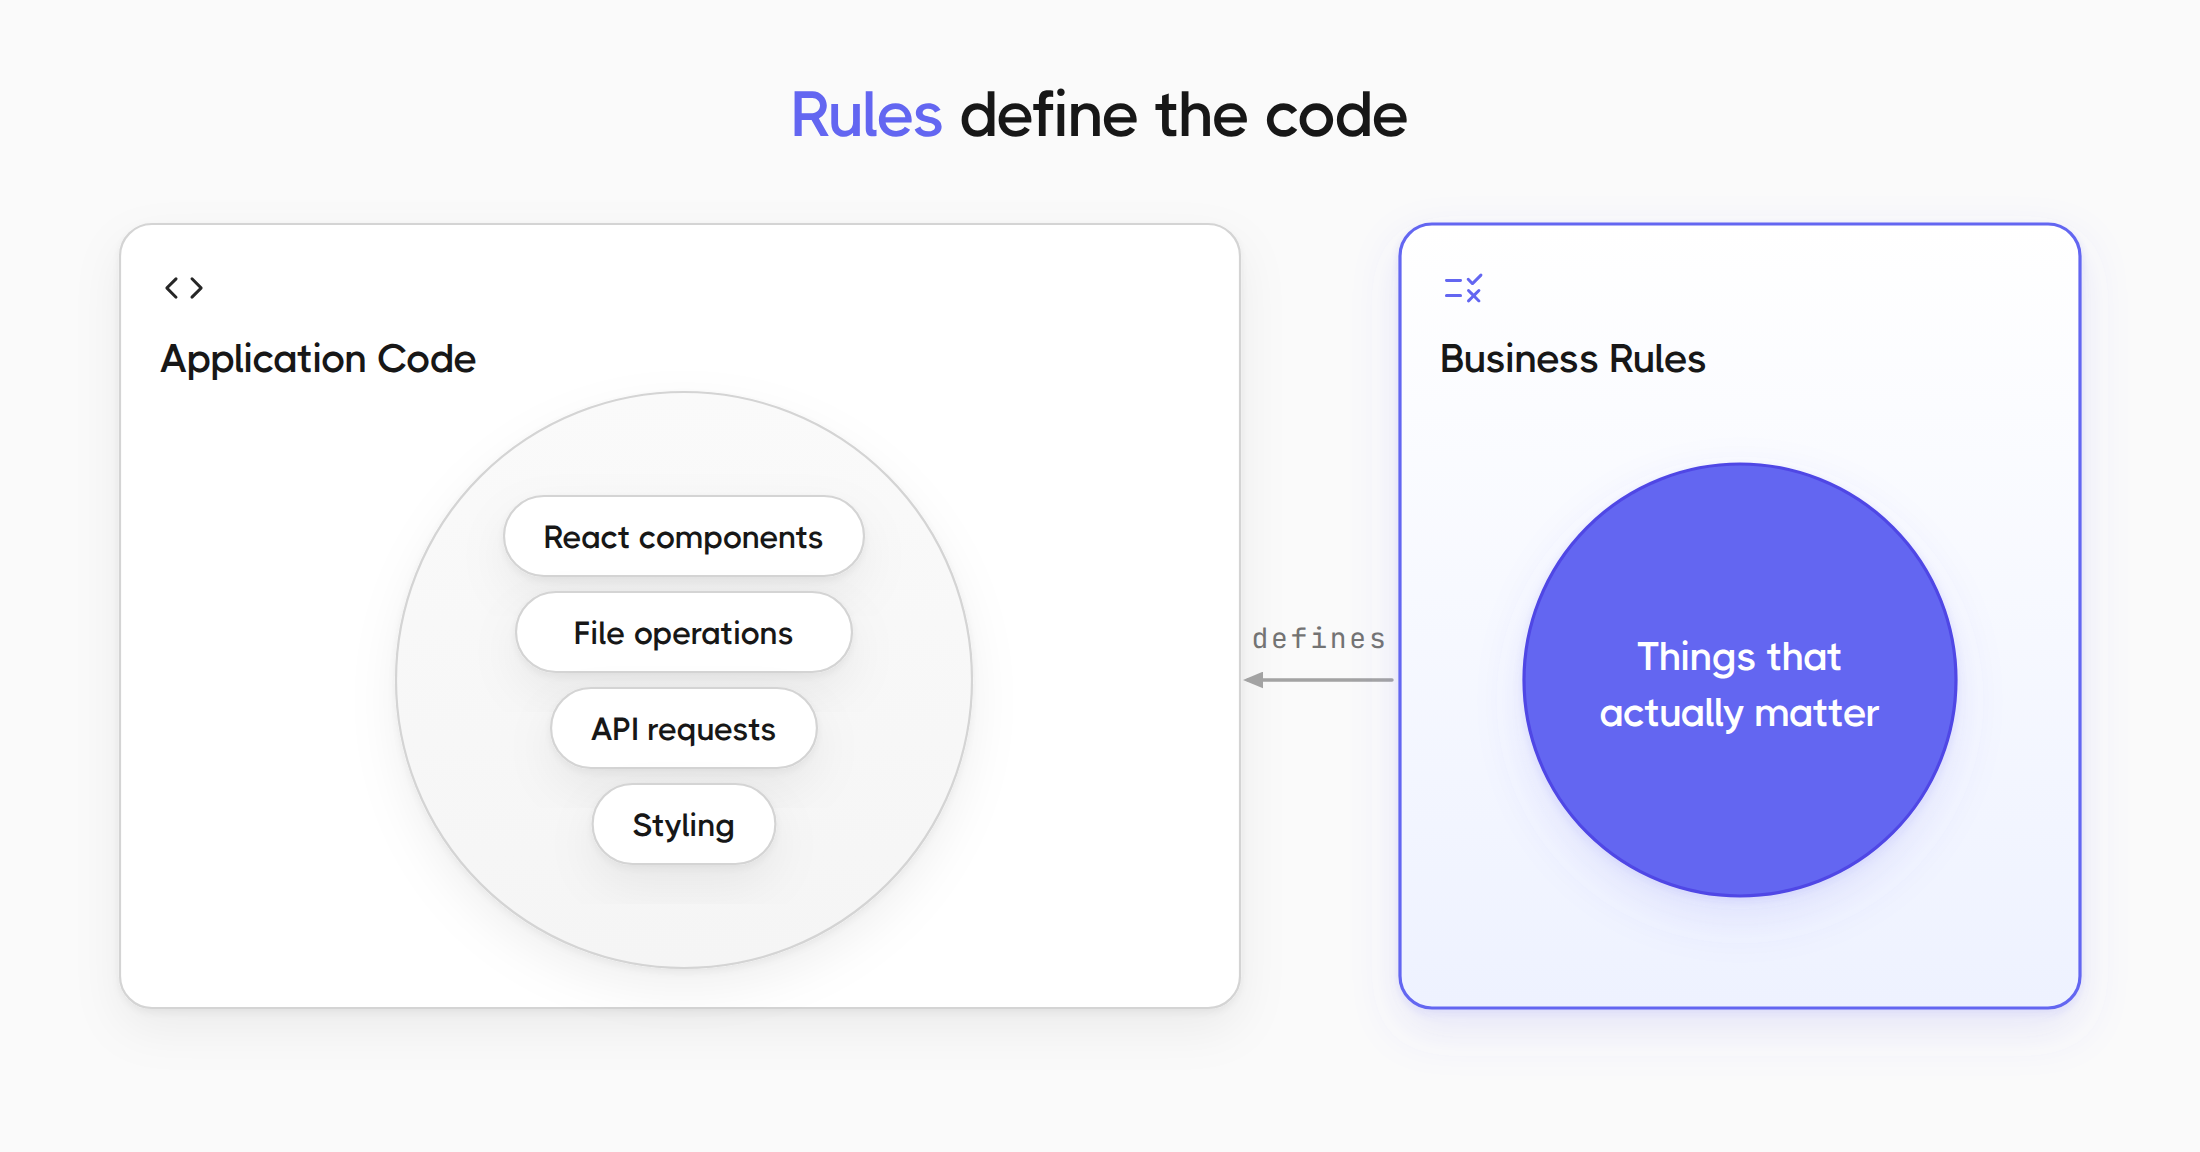 Rules define the code
Application Code
React components
File operations
API requests
Styling
defines
Business Rules
Things that
actually matter